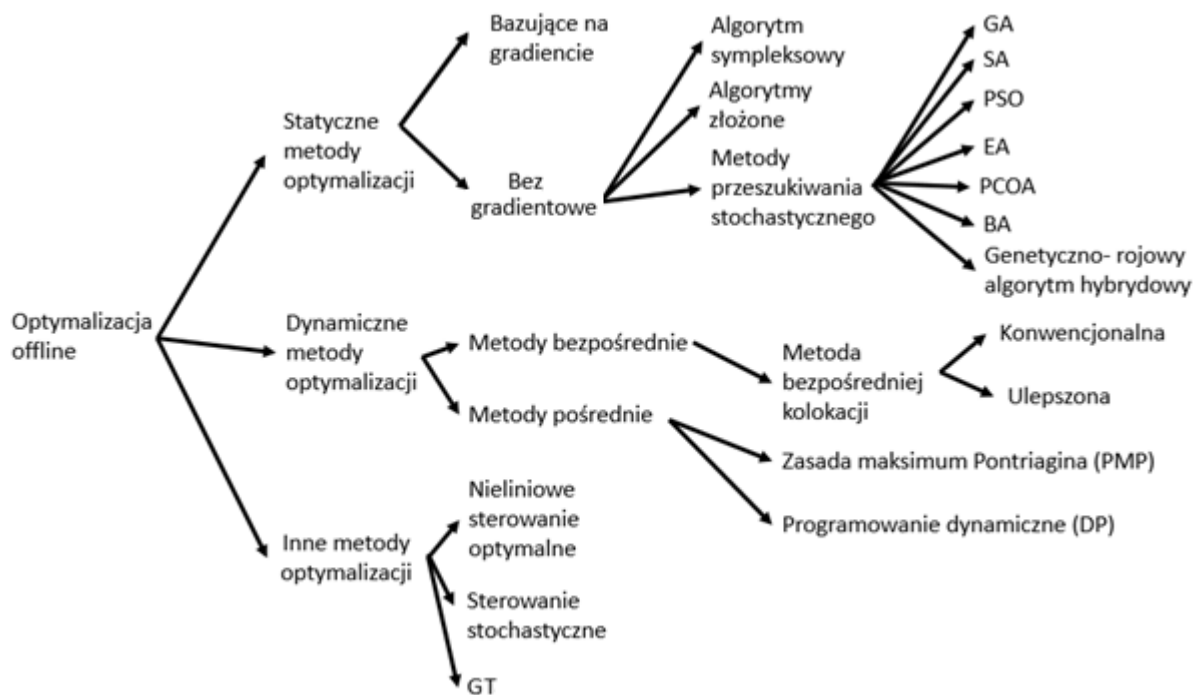 Bazujące na
gradiencie
Statyczne
metody
optymalizacji
Bez
gradientowe
Algorytm
sympleksowy
Algorytmy
złożone
Metody
przeszukiwania
stochastycznego
GA
SA
PSO
EA
PCOA
BA
Genetyczno- rojowy
algorytm hybrydowy
Optymalizacja
offline
Dynamiczne
metody
optymalizacji
Metody bezpośrednie
Metody pośrednie
Metoda
bezpośredniej
kolokacji
Konwencjonalna
Ulepszona
Zasada maksimum Pontriagina (PMP)
Programowanie dynamiczne (DP)
Inne metody
optymalizacji
Nieliniowe
sterowanie
optymalne
Sterowanie
stochastyczne
GT